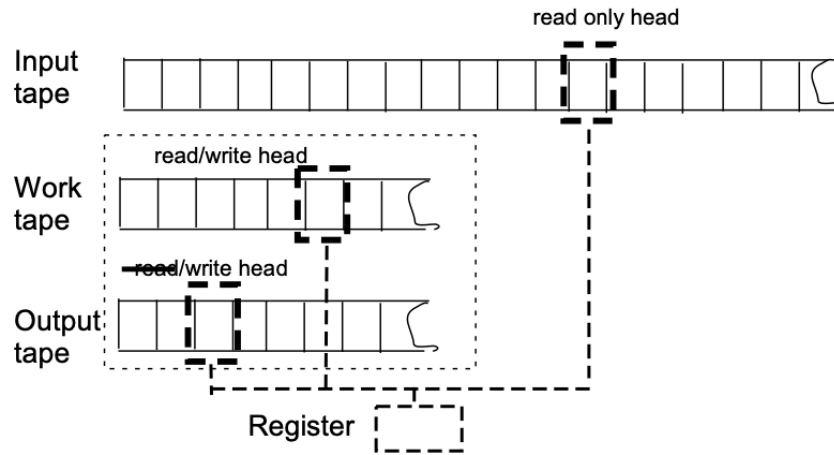 read only head
Input
tape
read/write head
Work
tape
read/write head
Output
tape
Register